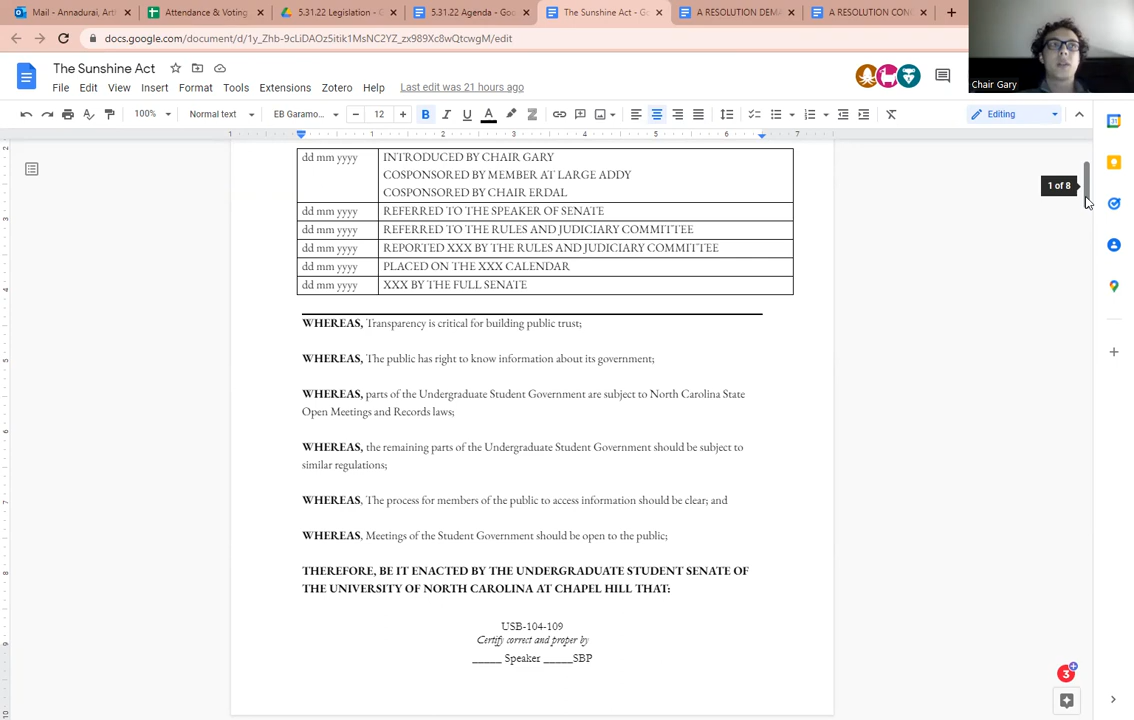 Mail - Annadurai, Art
Attendance & Voting
5.31.22 Legislation - G
5.31.22 Agenda - Goo
The Sunshine Act - Go
A RESOLUTION DEMA
A RESOLUTION CON
docs.google.com/document/d/1y_Zhb-9cLiDAOz5itik1MsNC2YZ_zx989Xc8wQtcwgM/edit
The Sunshine Act
File Edit View Insert Format Tools Extensions Zotero Help Last edit was 21 hours ago
Chair Gary
100% Normal text EB Garamo... 12 B I U A Editing
1 1 2 3 4 5 6 7
1 of 8
dd mm yyyy INTRODUCED BY CHAIR GARY
COSPONSORED BY MEMBER AT LARGE ADDY
COSPONSORED BY CHAIR ERDAL
dd mm yyyy REFERRED TO THE SPEAKER OF SENATE
dd mm yyyy REFERRED TO THE RULES AND JUDICIARY COMMITTEE
dd mm yyyy REPORTED XXX BY THE RULES AND JUDICIARY COMMITTEE
dd mm yyyy PLACED ON THE XXX CALENDAR
dd mm yyyy XXX BY THE FULL SENATE
WHEREAS, Transparency is critical for building public trust;
WHEREAS, The public has right to know information about its government;
WHEREAS, parts of the Undergraduate Student Government are subject to North Carolina State
Open Meetings and Records laws;
WHEREAS, the remaining parts of the Undergraduate Student Government should be subject to
similar regulations;
WHEREAS, The process for members of the public to access information should be clear; and
WHEREAS, Meetings of the Student Government should be open to the public;
THEREFORE, BE IT ENACTED BY THE UNDERGRADUATE STUDENT SENATE OF
THE UNIVERSITY OF NORTH CAROLINA AT CHAPEL HILL THAT:
USB-104-109
Certify correct and proper by
_____ Speaker _____SBP
3